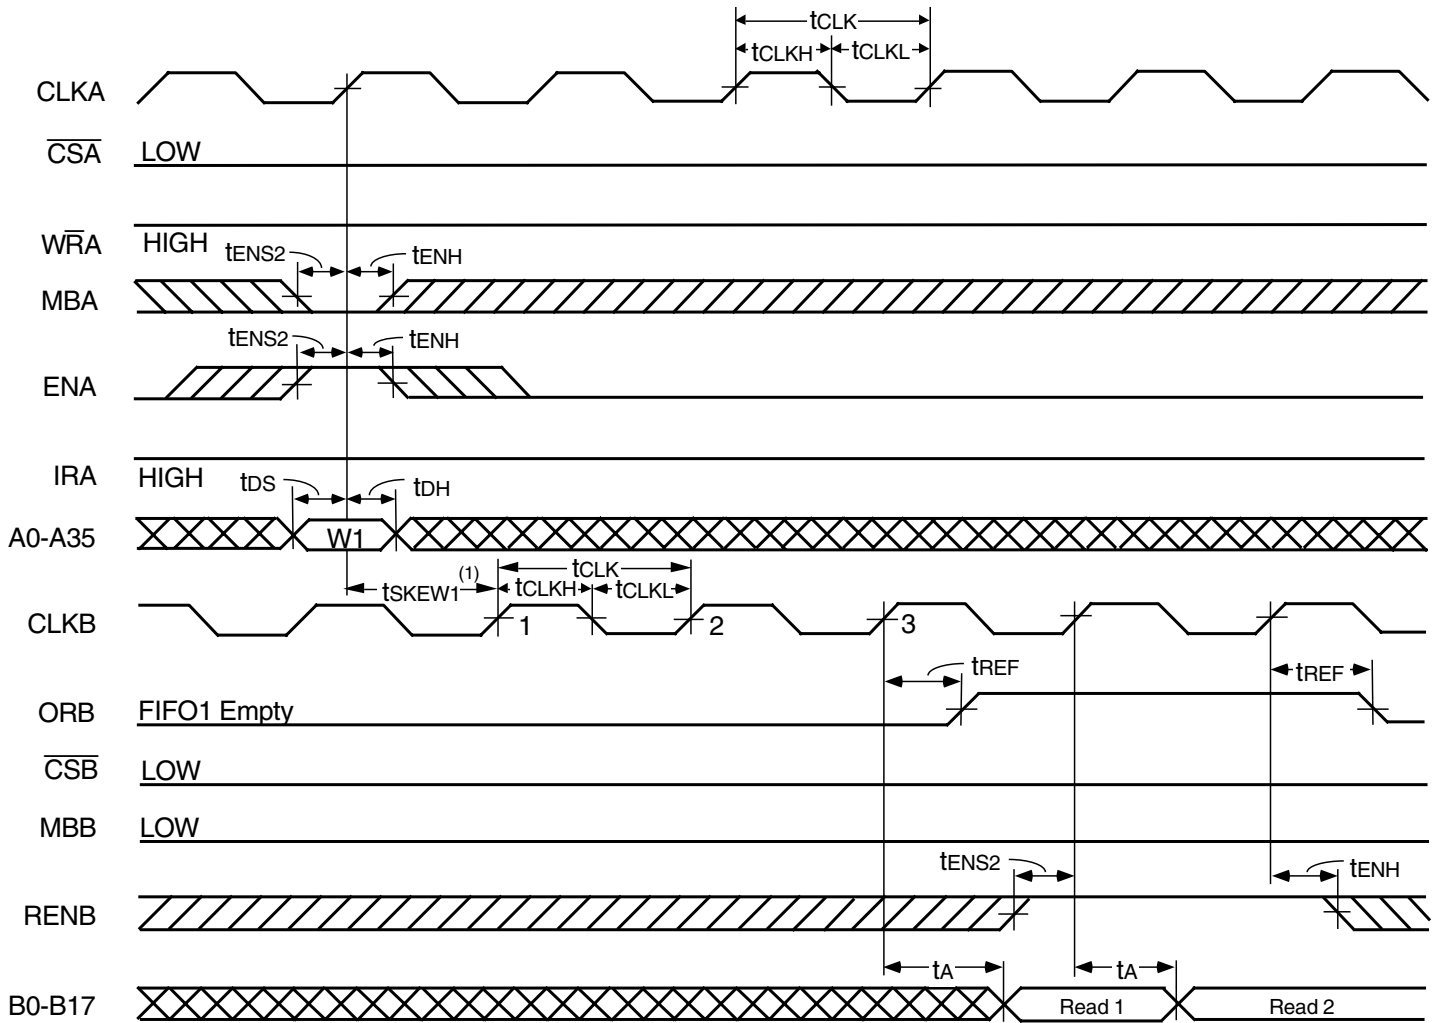 tCLK
tCLKH tCLKL
CLKA
CSA LOW
WRA HIGH
tENS2 tENH
MBA
tENS2 tENH
ENA
IRA HIGH
tDS tDH
A0-A35 W1
tSKEW1(1) tCLK
tCLKH tCLKL
CLKB 1 2 3
tREF tREF
ORB FIFO1 Empty
CSB LOW
MBB LOW
tENS2 tENH
RENB
tA tA
B0-B17 Read 1 Read 2